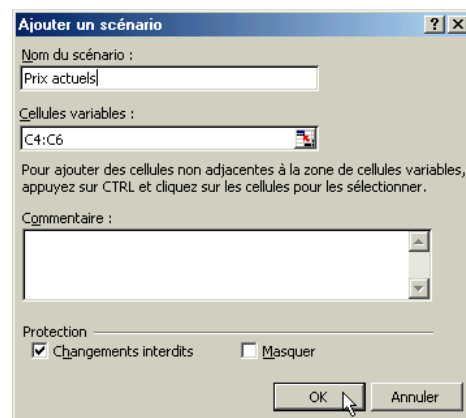 Ajouter un scénario
Nom du scénario :
Prix actuels
Cellules variables :
C4:C6
Pour ajouter des cellules non adjacentes à la zone de cellules variables,
appuyez sur CTRL et cliquez sur les cellules pour les sélectionner.
Commentaire :
Protection
Changements interdits Masquer
OK Annuler